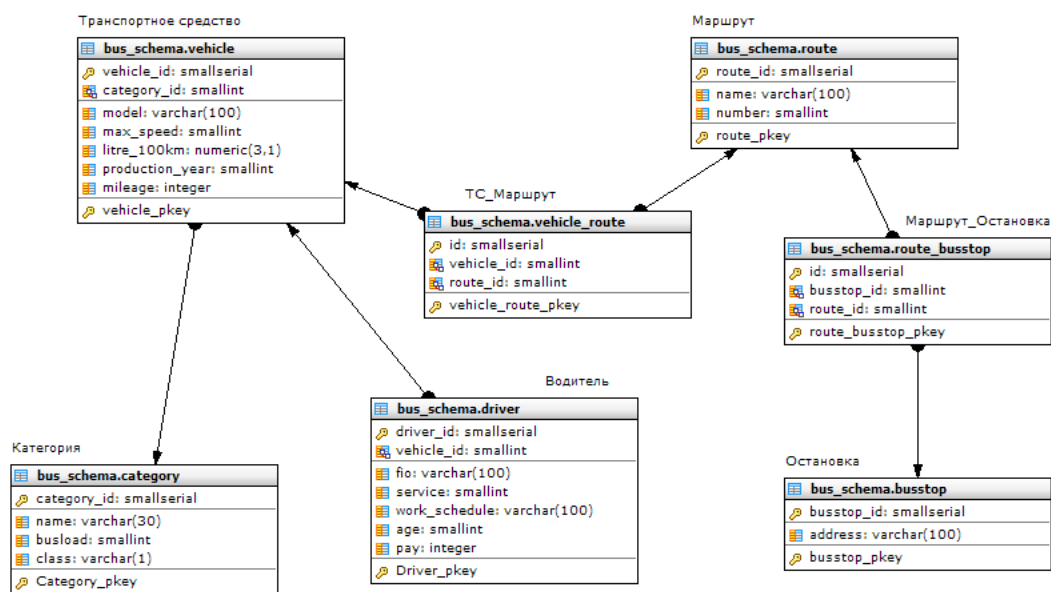 Транспортное средство
bus_schema.vehicle
vehicle_id: smallserial
category_id: smallint
model: varchar(100)
max_speed: smallint
litre_100km: numeric(3,1)
production_year: smallint
mileage: integer
vehicle_pkey
Маршрут
bus_schema.route
route_id: smallserial
name: varchar(100)
number: smallint
route_pkey
ТС_Маршрут
bus_schema.vehicle_route
id: smallserial
vehicle_id: smallint
route_id: smallint
vehicle_route_pkey
Маршрут_Остановка
bus_schema.route_busstop
id: smallserial
busstop_id: smallint
route_id: smallint
route_busstop_pkey
Водитель
bus_schema.driver
driver_id: smallserial
vehicle_id: smallint
fio: varchar(100)
service: smallint
work_schedule: varchar(100)
age: smallint
pay: integer
Driver_pkey
Категория
bus_schema.category
category_id: smallserial
name: varchar(30)
busload: smallint
class: varchar(1)
Category_pkey
Остановка
bus_schema.busstop
busstop_id: smallserial
address: varchar(100)
busstop_pkey